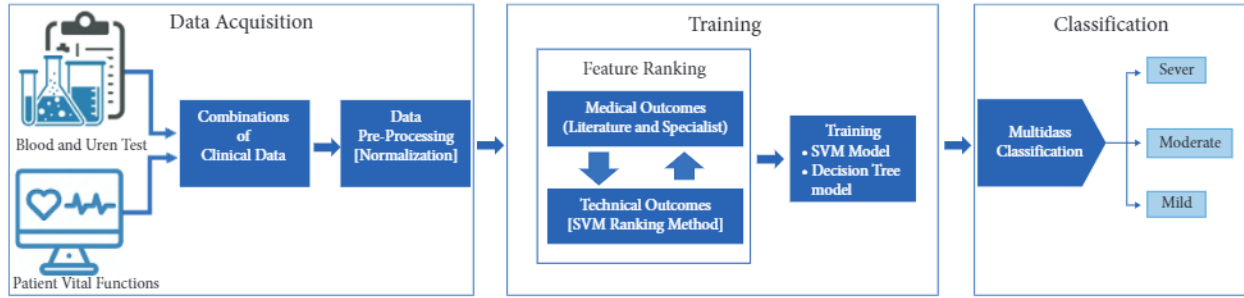 Data Acquisition
Blood and Uren Test
Patient Vital Functions
Combinations
of
Clinical Data
Data
Pre-Processing
[Normalization]
Training
Feature Ranking
Medical Outcomes
(Literature and Specialist)
Technical Outcomes
[SVM Ranking Method]
Training
• SVM Model
• Decision Tree
model
Classification
Multidass
Classification
Sever
Moderate
Mild